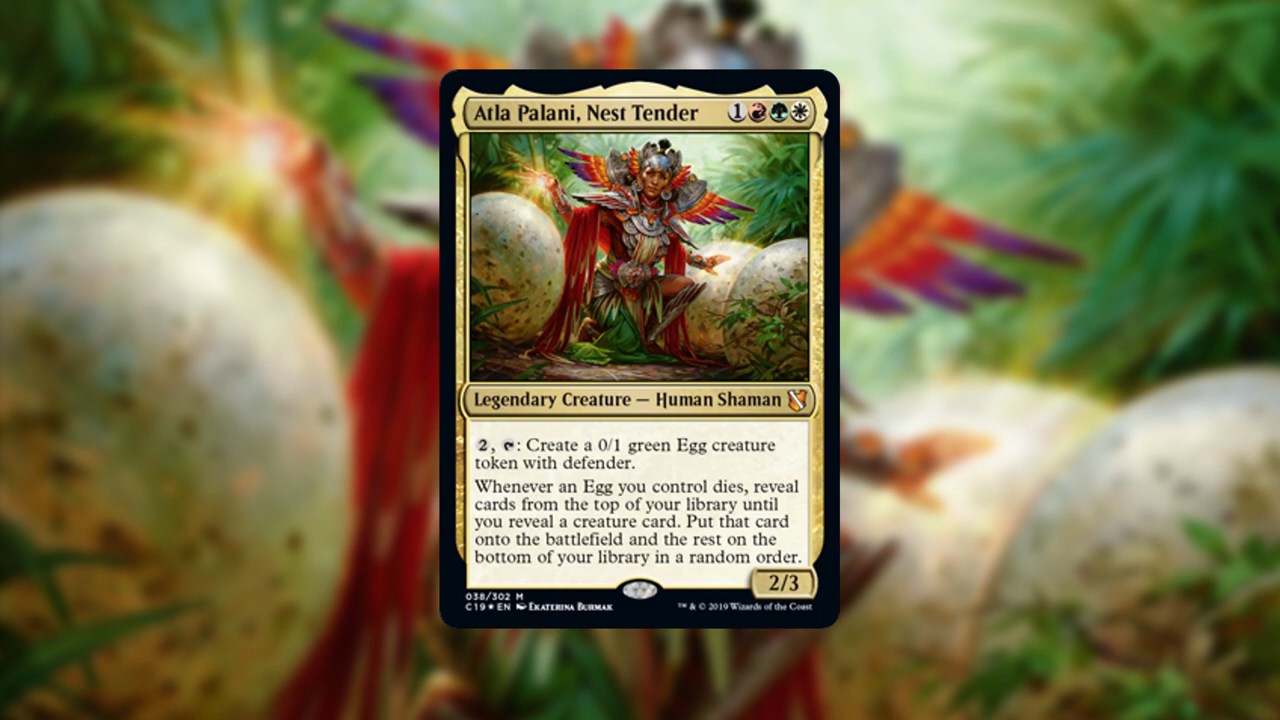 Atla Palani, Nest Tender 1
Legendary Creature — Human Shaman
2, : Create a 0/1 green Egg creature
token with defender.
Whenever an Egg you control dies, reveal
cards from the top of your library until
you reveal a creature card. Put that card
onto the battlefield and the rest on the
bottom of your library in a random order.
2/3
038/302 M
C19 ★ EN Ekaterina Burmak
™ & © 2019 Wizards of the Coast